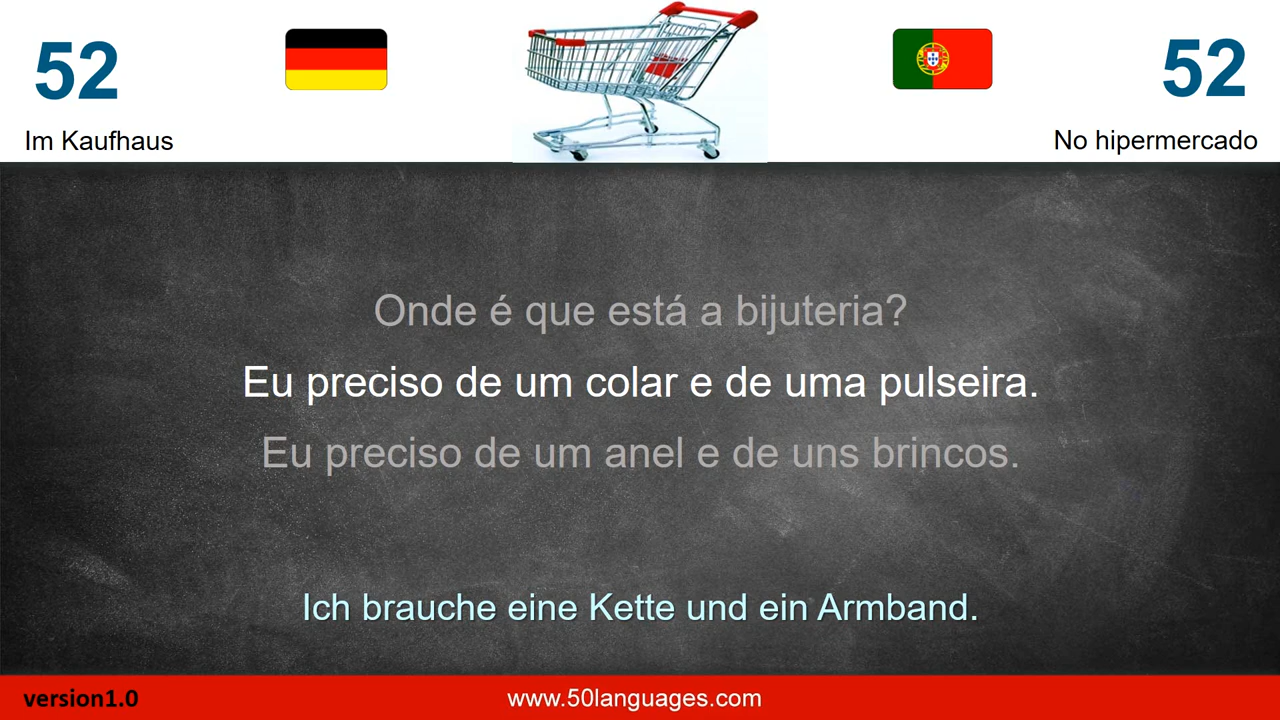 52
52
Im Kaufhaus
No hipermercado
Onde é que está a bijuteria?
Eu preciso de um colar e de uma pulseira.
Eu preciso de um anel e de uns brincos.
Ich brauche eine Kette und ein Armband.
version1.0
www.50languages.com